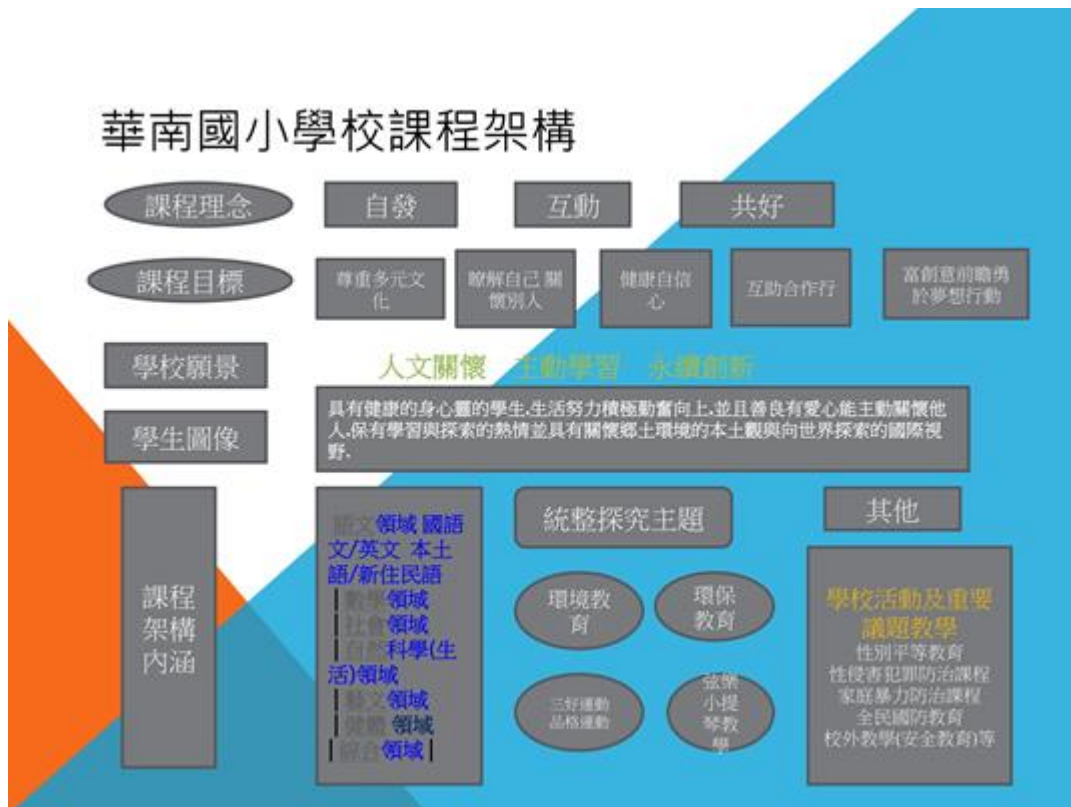 華南國小學校課程架構
課程理念
自發
互動
共好
課程目標
尊重多元文
化
瞭解自己 關
懷別人
健康自信
心
互助合作行
富創意前瞻勇
於夢想行動
學校願景
人文關懷 主動學習 永續創新
學生圖像
具有健康的身心靈的學生.生活努力積極勤奮向上.並且善良有愛心能主動關懷他
人.保有學習與探索的熱情並具有關懷鄉土環境的本土觀與向世界探索的國際視
野.
課程
架構
內涵
語文領域 國語
文/英文 本土
語/新住民語
|數學領域
|社會領域
|自然科學(生
活)領域
|藝文領域
|健體 領域
|綜合領域|
統整探究主題
環境教
育
環保
教育
三好運動
品格運動
弦樂
小提
琴教
學
其他
學校活動及重要
議題教學
性別平等教育
性侵害犯罪防治課程
家庭暴力防治課程
全民國防教育
校外教學(安全教育)等